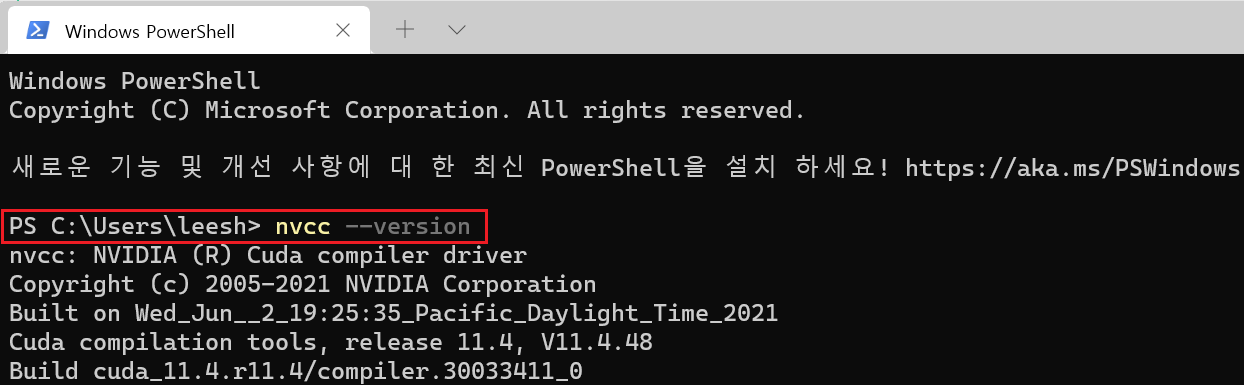 Windows PowerShell
Windows PowerShell
Copyright (C) Microsoft Corporation. All rights reserved.
새로운 기능 및 개선 사항에 대 한 최신 PowerShell을 설치 하세요! https://aka.ms/PSWindows
PS C:\Users\leesh> nvcc --version
nvcc: NVIDIA (R) Cuda compiler driver
Copyright (c) 2005-2021 NVIDIA Corporation
Built on Wed_Jun__2_19:25:35_Pacific_Daylight_Time_2021
Cuda compilation tools, release 11.4, V11.4.48
Build cuda_11.4.r11.4/compiler.30033411_0